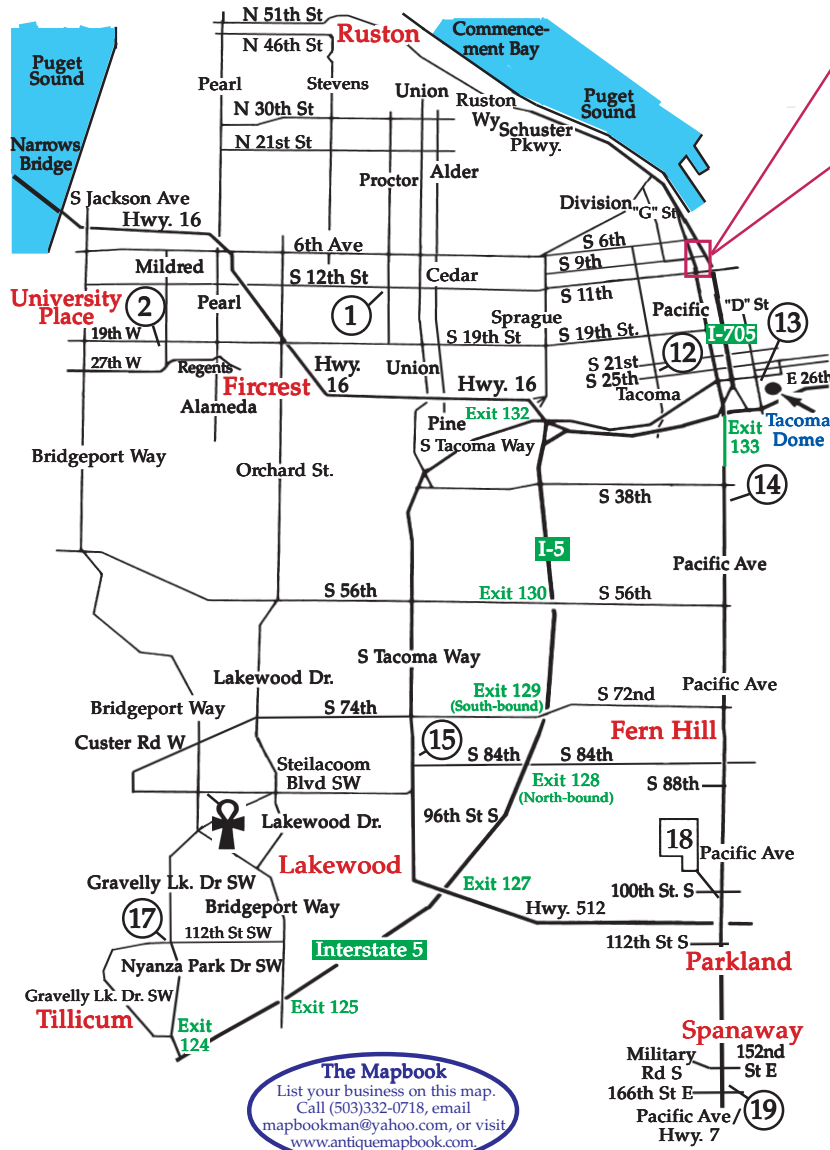 N 51th St
Ruston
Commence-
ment Bay
N 46th St
Puget
Sound
Pearl
Stevens
Union
Ruston
Wy
Puget
Sound
N 30th St
Schuster
Pkwy.
N 21st St
Narrows
Bridge
Proctor
Alder
S Jackson Ave
Division
"G" St
Hwy. 16
6th Ave
S 6th
S 9th
Mildred
S 12th St
Cedar
S 11th
University
Place
2
Pearl
1
Pacific
"D" St
13
Sprague
19th W
S 19th St
S 19th St.
I-705
12
27th W
Regents
Hwy.
16
Union
S 21st
S 25th
E 26th
Fircrest
Hwy. 16
Tacoma
Alameda
Exit 132
Pine
Tacoma
Dome
Exit
133
S Tacoma Way
Bridgeport Way
Orchard St.
S 38th
14
I-5
Pacific Ave
S 56th
Exit 130
S 56th
S Tacoma Way
Lakewood Dr.
Exit 129
(South-bound)
S 72nd
Pacific Ave
Bridgeport Way
S 74th
Fern Hill
Custer Rd W
15
S 84th
S 84th
Steilacoom
Blvd SW
Exit 128
(North-bound)
S 88th
Lakewood Dr.
96th St S
18
Pacific Ave
Lakewood
Gravelly Lk. Dr SW
Exit 127
100th St. S
Bridgeport Way
Hwy. 512
17
112th St SW
112th St S
Interstate 5
Parkland
Nyanza Park Dr SW
Gravelly Lk. Dr. SW
Exit 125
Tillicum
Exit
124
Spanaway
Military
Rd S
152nd
St E
166th St E
19
Pacific Ave/
Hwy. 7
The Mapbook
List your business on this map.
Call (503)332-0718, email
mapbookman@yahoo.com, or visit
www.antiquemapbook.com.